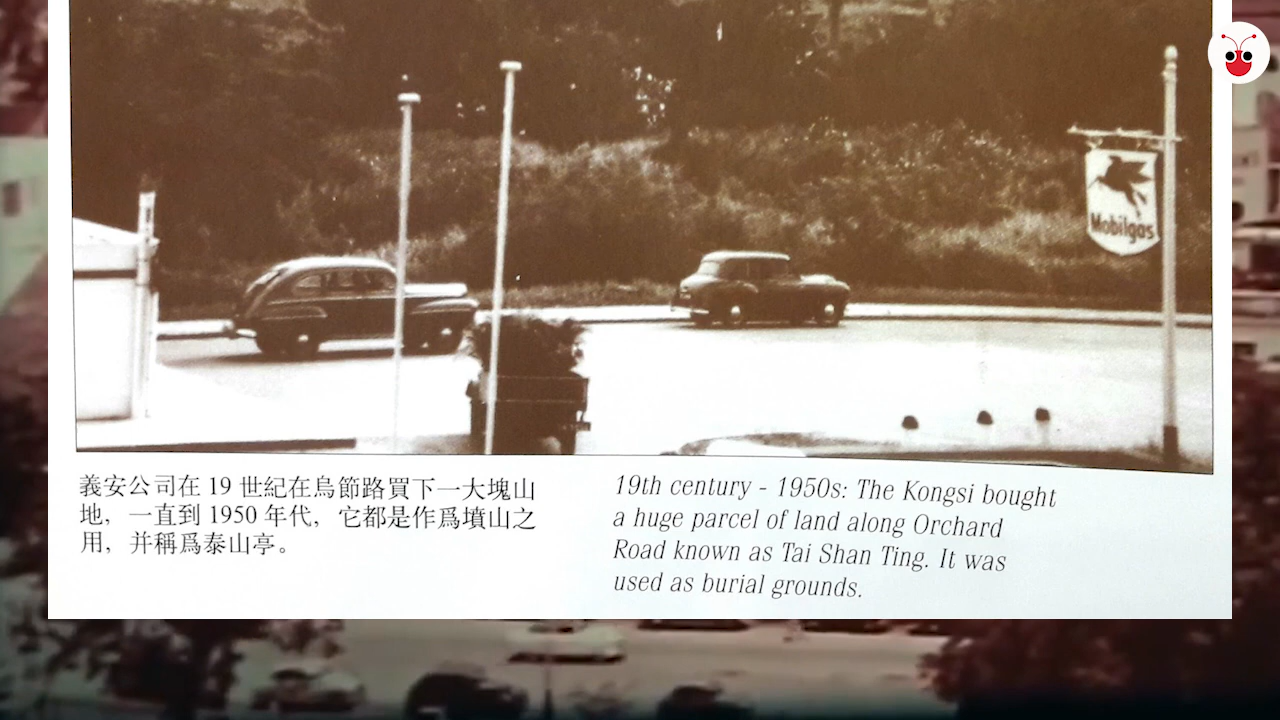 Mobilgas
義安公司在 19 世紀在烏節路買下一大塊山
地，一直到 1950 年代，它都是作爲墳山之
用，并稱爲泰山亭。
19th century - 1950s: The Kongsi bought
a huge parcel of land along Orchard
Road known as Tai Shan Ting. It was
used as burial grounds.